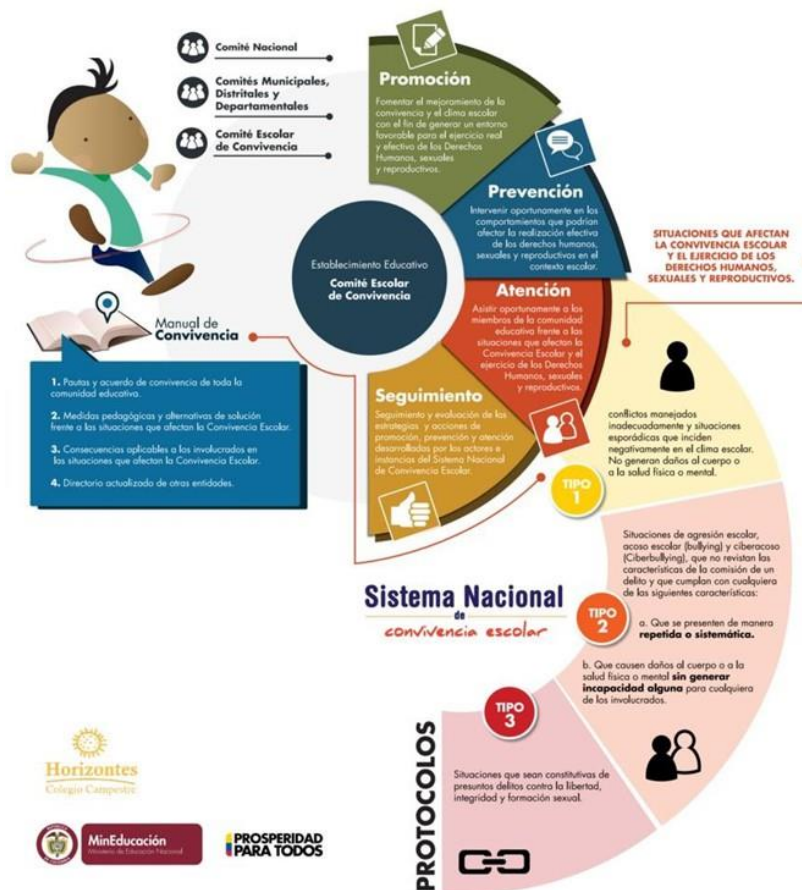 Comité Nacional
Comités Municipales,
Distritales y
Departamentales
Comité Escolar
de Convivencia
Promoción
Fomentar el mejoramiento de la
convivencia y el clima escolar
con el fin de generar un entorno
favorable para el ejercicio real
y efectivo de los Derechos
Humanos, sexuales
y reproductivos.
Prevención
Intervenir oportunamente en los
comportamientos que podrían
afectar la realización efectiva
de los derechos humanos,
sexuales y reproductivos en el
contexto escolar.
Establecimiento Educativo
Comité Escolar
de Convivencia
Atención
Asistir oportunamente a los
miembros de la comunidad
educativa frente a las
situaciones que afectan la
Convivencia Escolar y el
ejercicio de los Derechos
Humanos, sexuales
y reproductivos.
Seguimiento
Seguimiento y evaluación de las
estrategias y acciones de
promoción, prevención y atención
desarrolladas por los actores e
instancias del Sistema Nacional
de Convivencia Escolar.
Manual de
Convivencia
1. Pautas y acuerdo de convivencia de toda la
comunidad educativa.
2. Medidas pedagógicas y alternativas de solución
frente a las situaciones que afectan la Convivencia Escolar.
3. Consecuencias aplicables a los involucrados en
las situaciones que afectan la Convivencia Escolar.
4. Directorio actualizado de otras entidades.
SITUACIONES QUE AFECTAN
LA CONVIVENCIA ESCOLAR
Y EL EJERCICIO DE LOS
DERECHOS HUMANOS,
SEXUALES Y REPRODUCTIVOS.
conflictos manejados
inadecuadamente y situaciones
esporádicas que inciden
negativamente en el clima escolar.
No generan daños al cuerpo o
a la salud física o mental.
TIPO
1
Situaciones de agresión escolar,
acoso escolar (bullying) y ciberacoso
(Ciberbullying), que no revistan las
características de la comisión de un
delito y que cumplan con cualquiera
de las siguientes características:
a. Que se presenten de manera
repetida o sistemática.
b. Que causen daños al cuerpo o a la
salud física o mental sin generar
incapacidad alguna para cualquiera
de los involucrados.
TIPO
2
Sistema Nacional
de
convivencia escolar
TIPO
3
Situaciones que sean constitutivas de
presuntos delitos contra la libertad,
integridad y formación sexual.
PROTOCOLOS
Horizontes
Colegio Campestre
MinEducación
Ministerio de Educación Nacional
PROSPERIDAD
PARA TODOS